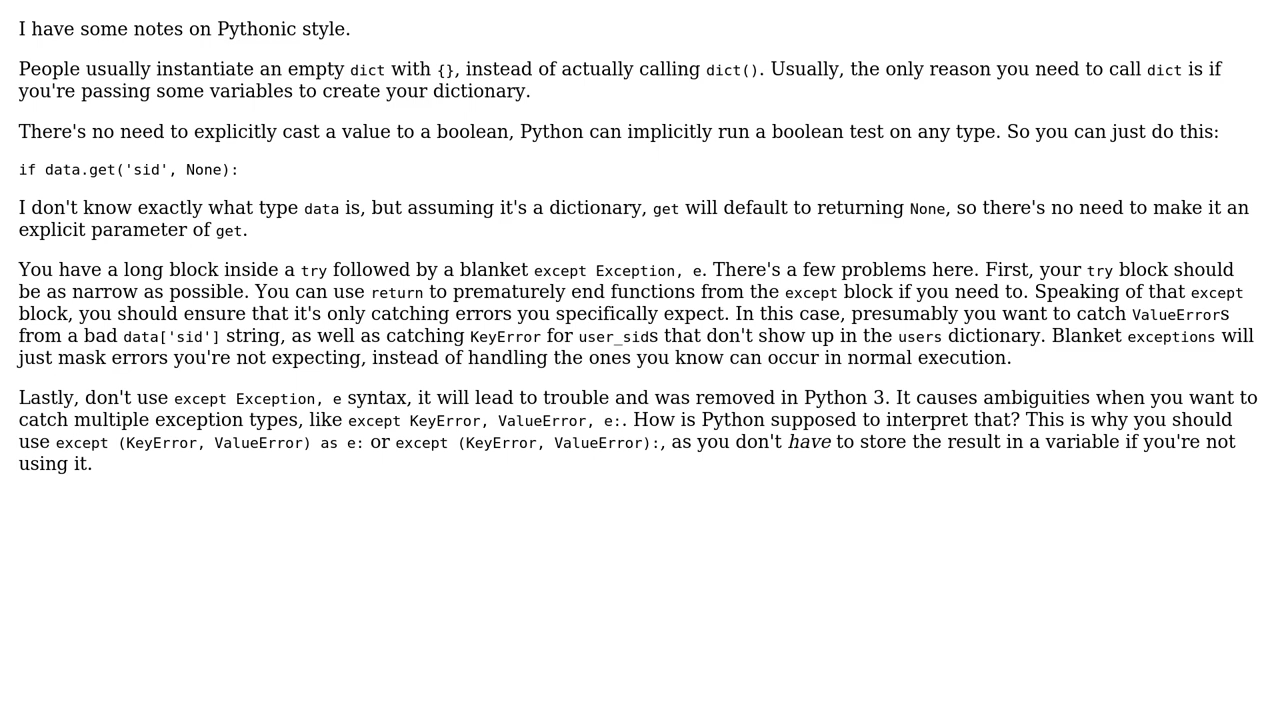 I have some notes on Pythonic style.
People usually instantiate an empty dict with {}, instead of actually calling dict(). Usually, the only reason you need to call dict is if
you're passing some variables to create your dictionary.
There's no need to explicitly cast a value to a boolean, Python can implicitly run a boolean test on any type. So you can just do this:
if data.get('sid', None):
I don't know exactly what type data is, but assuming it's a dictionary, get will default to returning None, so there's no need to make it an
explicit parameter of get.
You have a long block inside a try followed by a blanket except Exception, e. There's a few problems here. First, your try block should
be as narrow as possible. You can use return to prematurely end functions from the except block if you need to. Speaking of that except
block, you should ensure that it's only catching errors you specifically expect. In this case, presumably you want to catch ValueErrors
from a bad data['sid'] string, as well as catching KeyError for user_sids that don't show up in the users dictionary. Blanket exceptions will
just mask errors you're not expecting, instead of handling the ones you know can occur in normal execution.
Lastly, don't use except Exception, e syntax, it will lead to trouble and was removed in Python 3. It causes ambiguities when you want to
catch multiple exception types, like except KeyError, ValueError, e:. How is Python supposed to interpret that? This is why you should
use except (KeyError, ValueError) as e: or except (KeyError, ValueError):, as you don't have to store the result in a variable if you're not
using it.